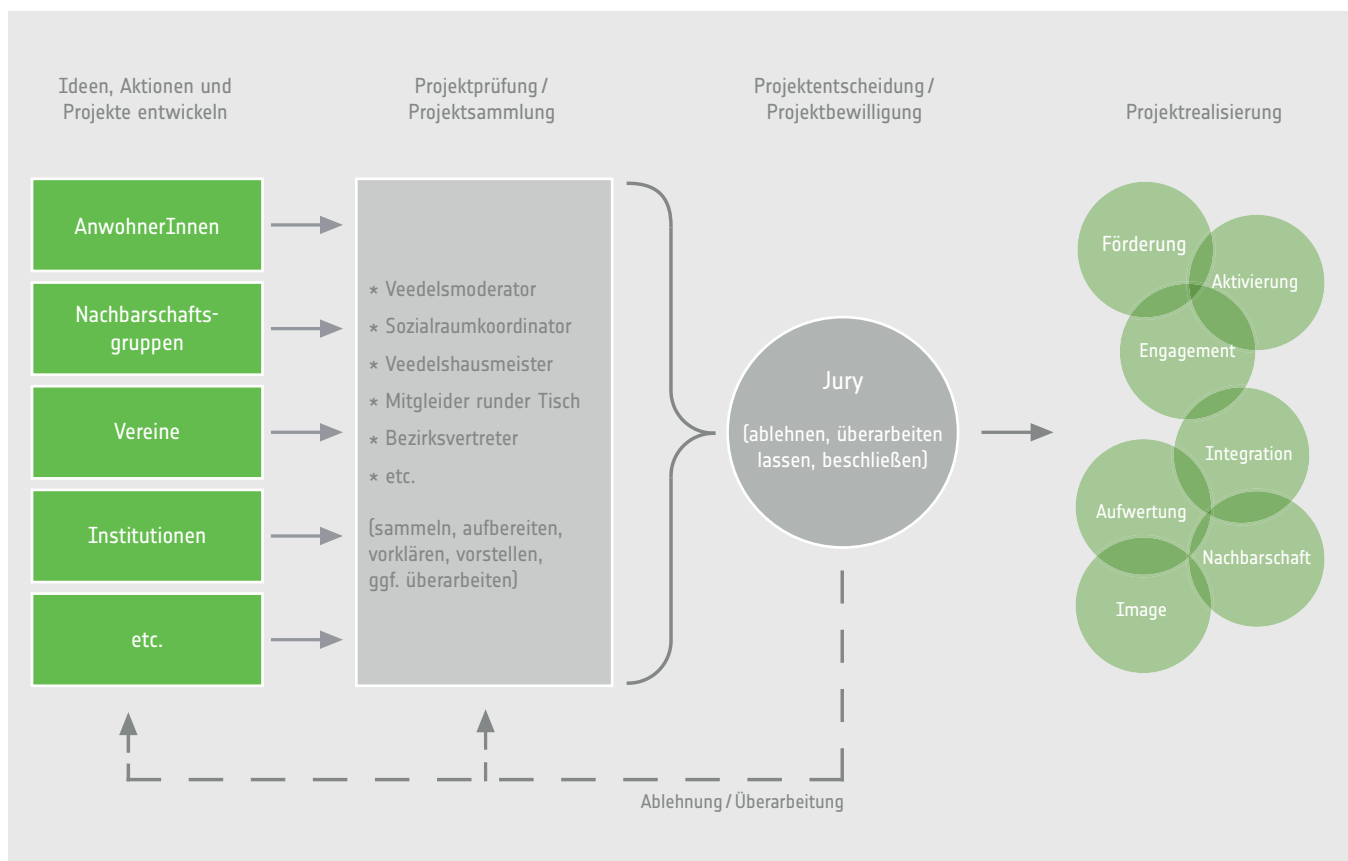 Ideen, Aktionen und
Projekte entwickeln
Projektprüfung /
Projektsammlung
Projektentscheidung /
Projektbewilligung
Projektrealisierung
AnwohnerInnen
Nachbarschafts-
gruppen
Vereine
Institutionen
etc.
* Veedelsmoderator
* Sozialraumkoordinator
* Veedelshausmeister
* Mitgleider runder Tisch
* Bezirksvertreter
* etc.
(sammeln, aufbereiten,
vorklären, vorstellen,
ggf. überarbeiten)
Jury
(ablehnen, überarbeiten
lassen, beschließen)
Förderung
Aktivierung
Engagement
Integration
Aufwertung
Nachbarschaft
Image
Ablehnung / Überarbeitung